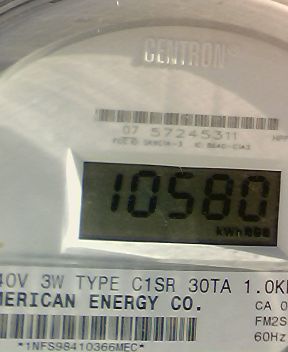 CENTRON®
07 57245311
10580
kWh
40V 3W TYPE C1SR 30TA 1.0K
MERICAN ENERGY CO.
CA 0
FM2S
60Hz
*1NFS98410366MEC*